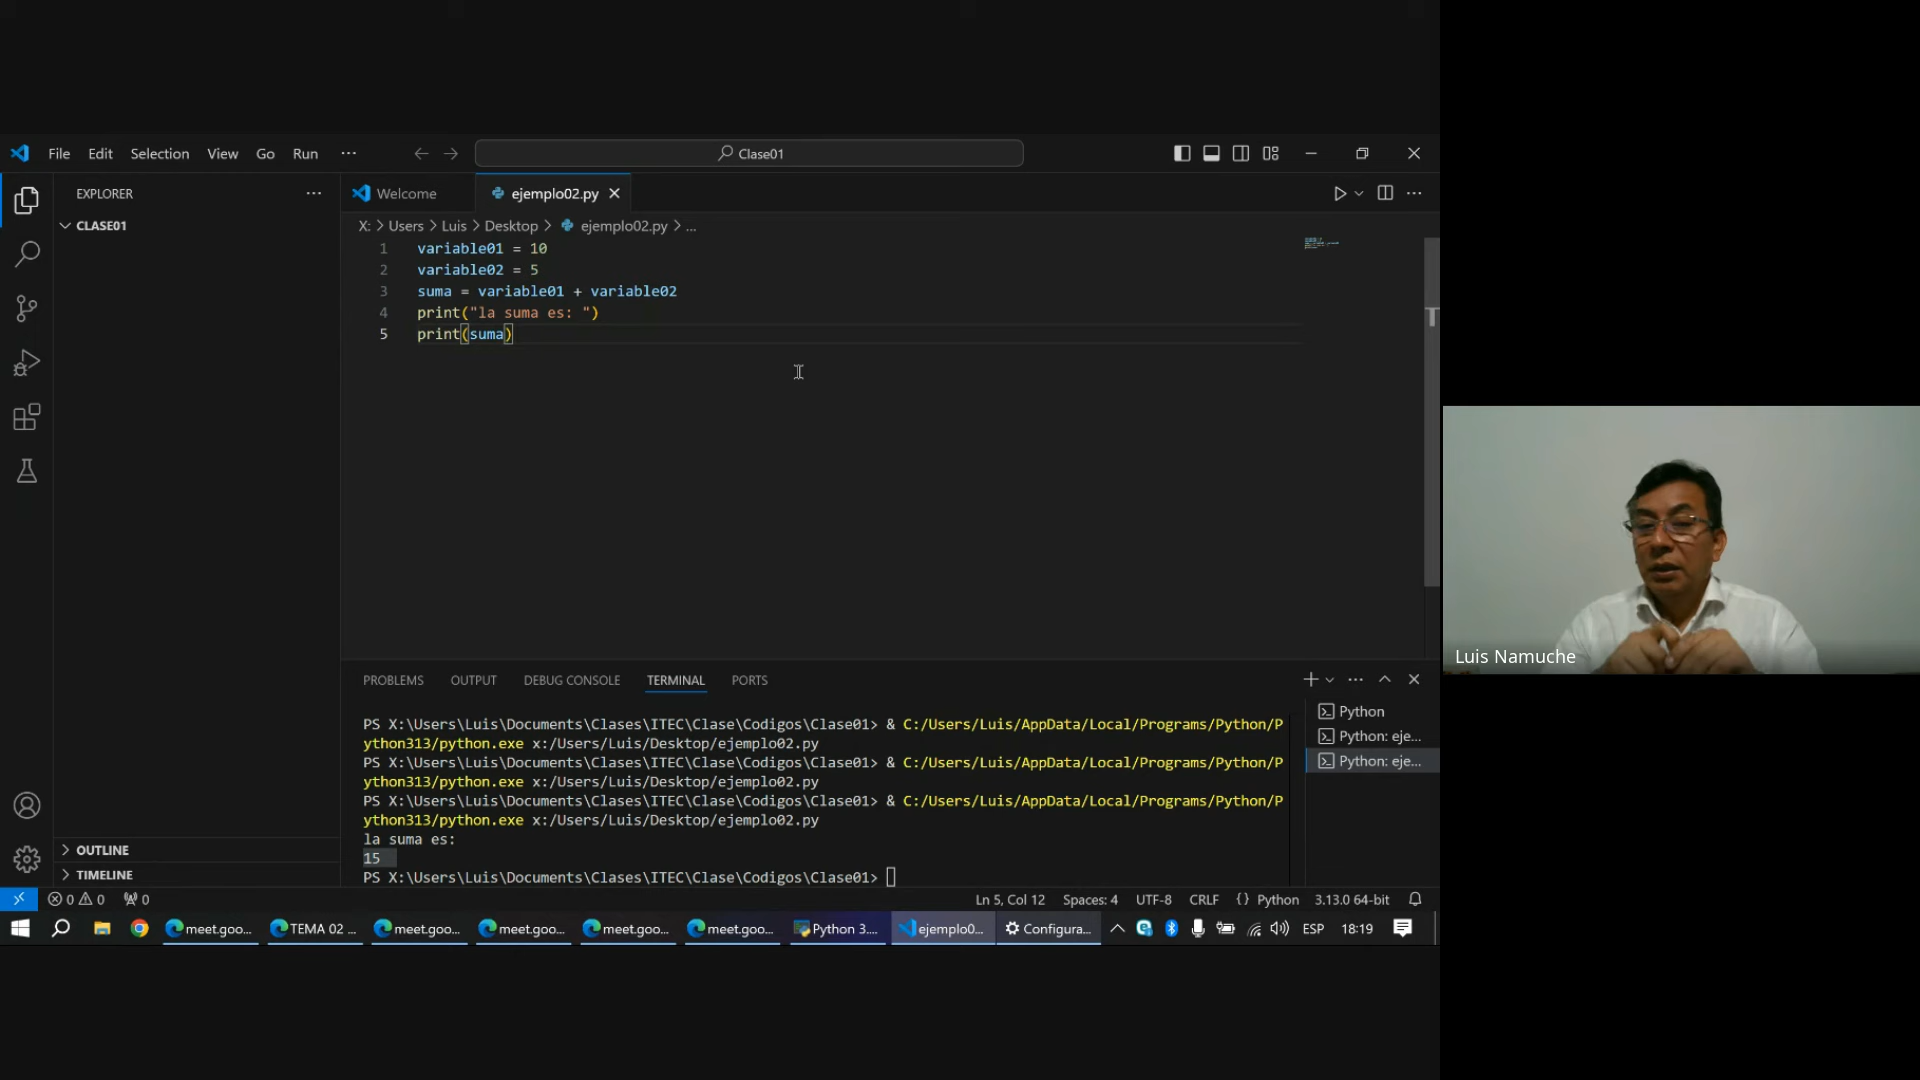 File Edit Selection View Go Run ··· Clase01
EXPLORER ···
Welcome ejemplo02.py
CLASE01
X: > Users > Luis > Desktop > ejemplo02.py > ...
1 variable01 = 10
2 variable02 = 5
3 suma = variable01 + variable02
4 print("la suma es: ")
5 print(suma)
Luis Namuche
PROBLEMS OUTPUT DEBUG CONSOLE TERMINAL PORTS
PS X:\Users\Luis\Documents\Clases\ITEC\Clase\Codigos\Clase01> & C:/Users/Luis/AppData/Local/Programs/Python/P
ython313/python.exe x:/Users/Luis/Desktop/ejemplo02.py
PS X:\Users\Luis\Documents\Clases\ITEC\Clase\Codigos\Clase01> & C:/Users/Luis/AppData/Local/Programs/Python/P
ython313/python.exe x:/Users/Luis/Desktop/ejemplo02.py
PS X:\Users\Luis\Documents\Clases\ITEC\Clase\Codigos\Clase01> & C:/Users/Luis/AppData/Local/Programs/Python/P
ython313/python.exe x:/Users/Luis/Desktop/ejemplo02.py
la suma es:
15
PS X:\Users\Luis\Documents\Clases\ITEC\Clase\Codigos\Clase01>
Python
Python: eje...
Python: eje...
OUTLINE
TIMELINE
0 0 0 Ln 5, Col 12 Spaces: 4 UTF-8 CRLF {} Python 3.13.0 64-bit
meet.goo... TEMA 02 ... meet.goo... meet.goo... meet.goo... meet.goo... Python 3.... ejemplo0... Configura... ESP 18:19